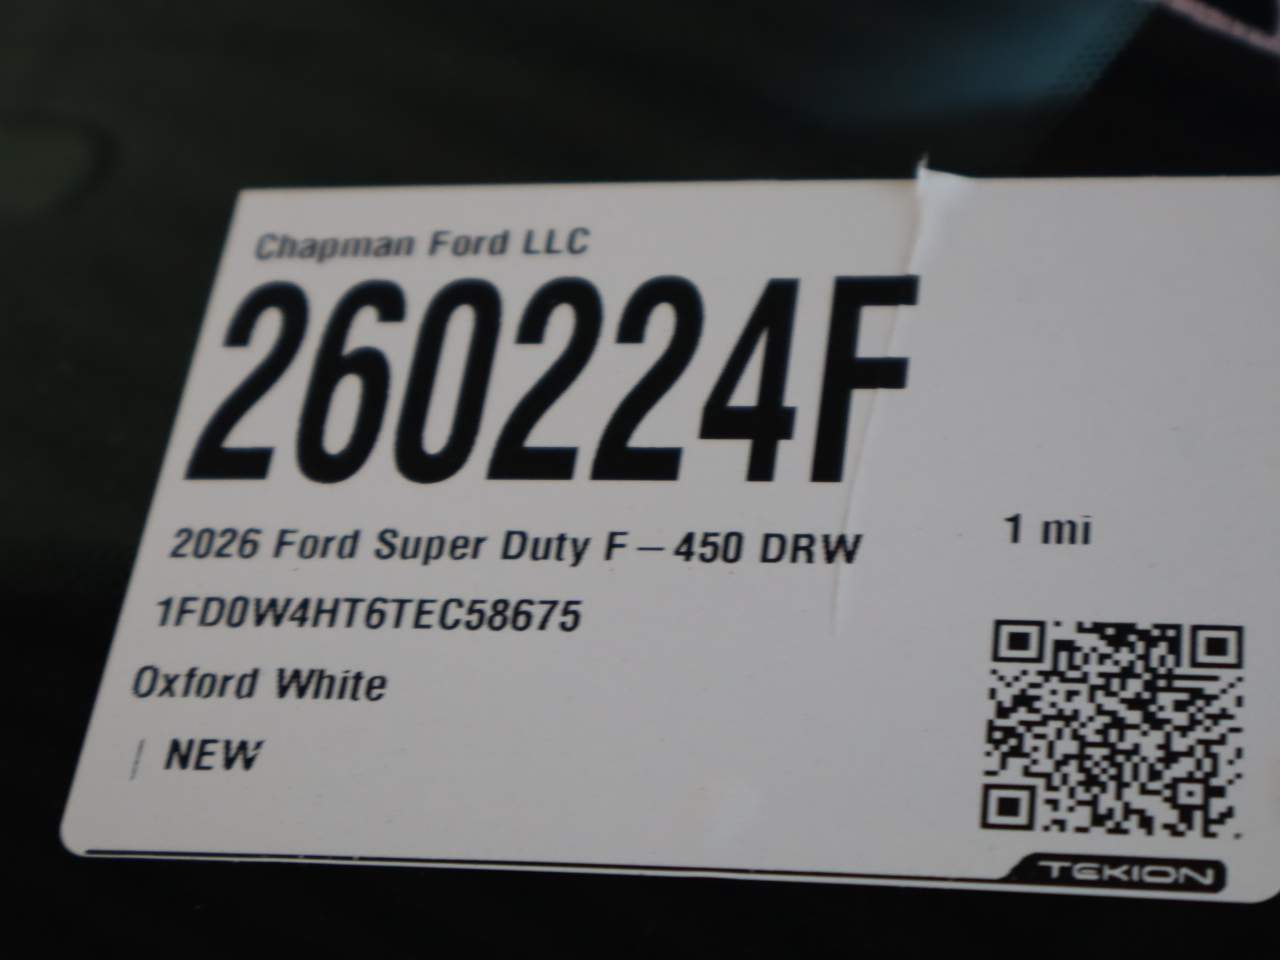 Chapman Ford LLC
260224F
2026 Ford Super Duty F-450 DRW
1 mi
1FD0W4HT6TEC58675
Oxford White
| NEW
TEKION